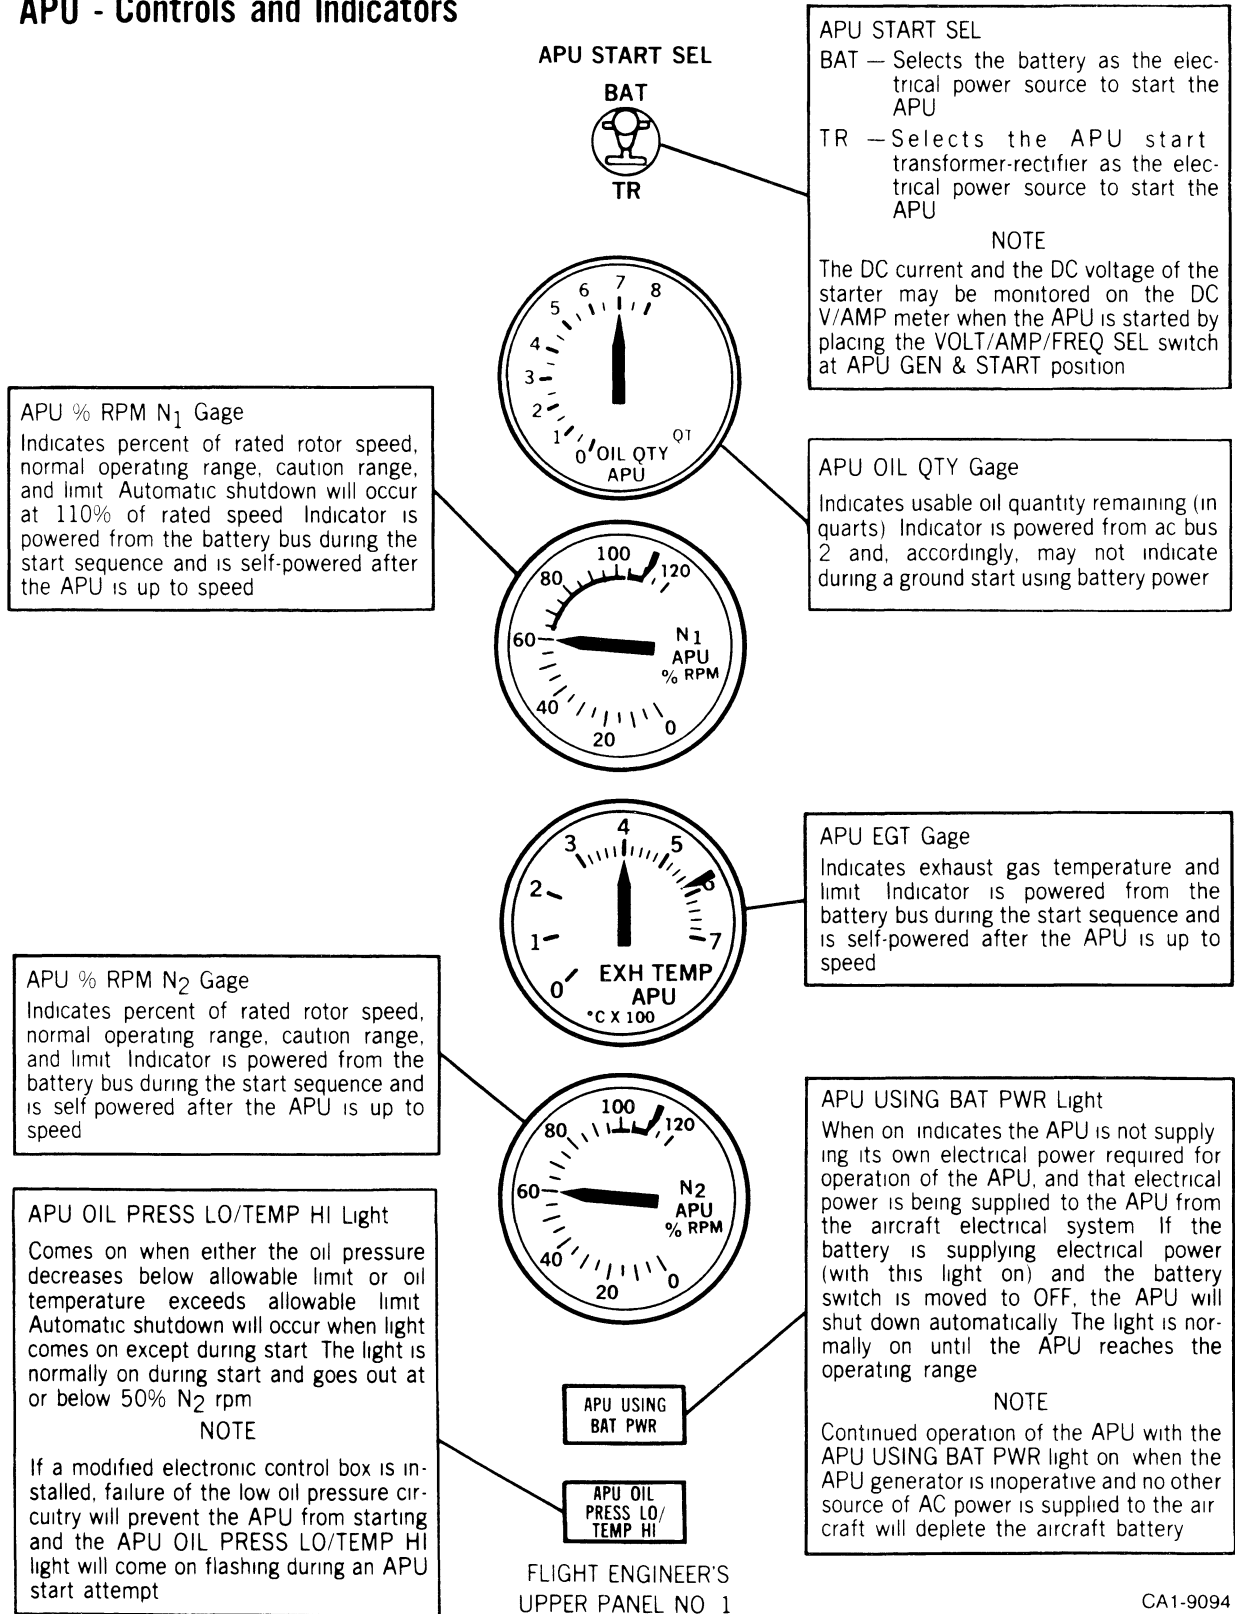 APU - Controls and Indicators
APU START SEL
BAT
TR
APU START SEL
BAT — Selects the battery as the elec-
trical power source to start the
APU
TR — Selects the APU start
transformer-rectifier as the elec-
trical power source to start the
APU
NOTE
The DC current and the DC voltage of the
starter may be monitored on the DC
V/AMP meter when the APU is started by
placing the VOLT/AMP/FREQ SEL switch
at APU GEN & START position
0 1 2 3 4 5 6 7 8
QT
OIL QTY
APU
APU OIL QTY Gage
Indicates usable oil quantity remaining (in
quarts) Indicator is powered from ac bus
2 and, accordingly, may not indicate
during a ground start using battery power
APU % RPM N1 Gage
Indicates percent of rated rotor speed,
normal operating range, caution range,
and limit Automatic shutdown will occur
at 110% of rated speed Indicator is
powered from the battery bus during the
start sequence and is self-powered after
the APU is up to speed
0 20 40 60 80 100 120
N1
APU
% RPM
0 1 2 3 4 5 6 7
EXH TEMP
APU
°C X 100
APU EGT Gage
Indicates exhaust gas temperature and
limit Indicator is powered from the
battery bus during the start sequence and
is self-powered after the APU is up to
speed
APU % RPM N2 Gage
Indicates percent of rated rotor speed,
normal operating range, caution range,
and limit Indicator is powered from the
battery bus during the start sequence and
is self powered after the APU is up to
speed
0 20 40 60 80 100 120
N2
APU
% RPM
APU USING BAT PWR Light
When on indicates the APU is not supply
ing its own electrical power required for
operation of the APU, and that electrical
power is being supplied to the APU from
the aircraft electrical system If the
battery is supplying electrical power
(with this light on) and the battery
switch is moved to OFF, the APU will
shut down automatically The light is nor-
mally on until the APU reaches the
operating range
NOTE
Continued operation of the APU with the
APU USING BAT PWR light on when the
APU generator is inoperative and no other
source of AC power is supplied to the air
craft will deplete the aircraft battery
APU OIL PRESS LO/TEMP HI Light
Comes on when either the oil pressure
decreases below allowable limit or oil
temperature exceeds allowable limit
Automatic shutdown will occur when light
comes on except during start The light is
normally on during start and goes out at
or below 50% N2 rpm
NOTE
If a modified electronic control box is in-
stalled, failure of the low oil pressure cir-
cuitry will prevent the APU from starting
and the APU OIL PRESS LO/TEMP HI
light will come on flashing during an APU
start attempt
APU USING
BAT PWR
APU OIL
PRESS LO/
TEMP HI
FLIGHT ENGINEER'S
UPPER PANEL NO 1
CA1-9094